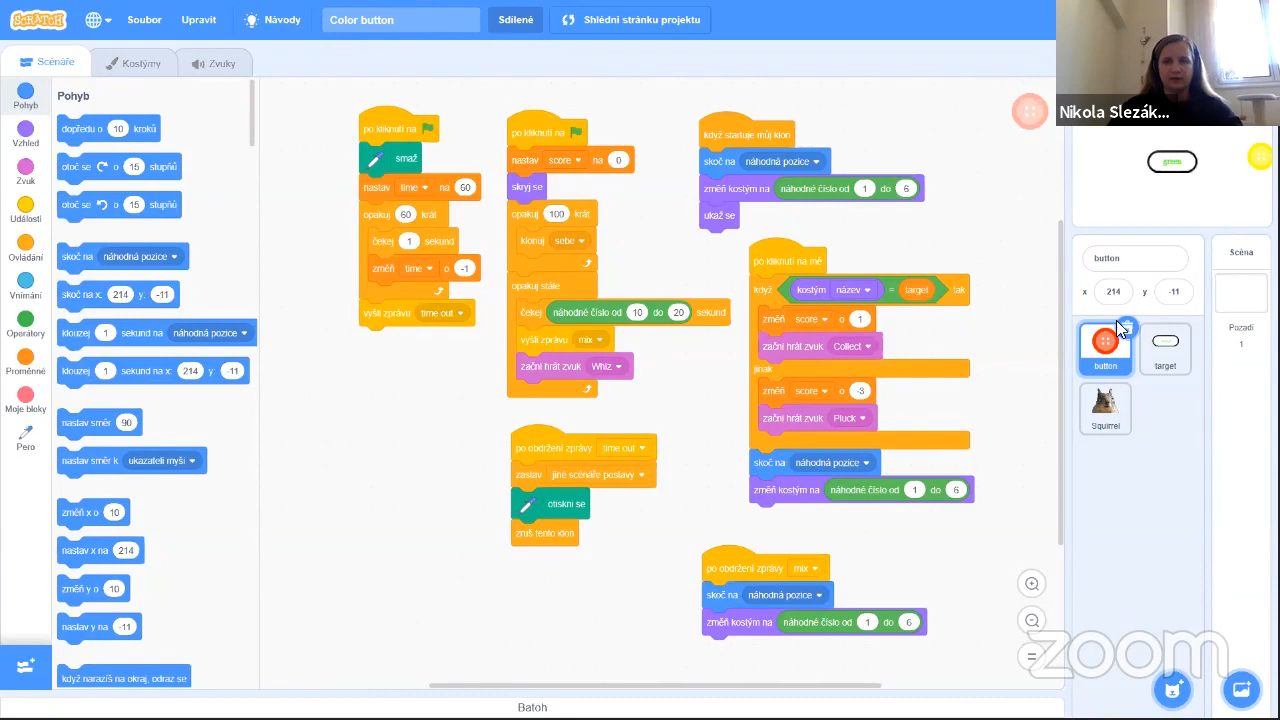 SCRATCH
Soubor
Upravit
Návody
Color button
Sdílené
Shlédni stránku projektu
Nikola Slezák...
Scénáře
Kostýmy
Zvuky
Pohyb
Vzhled
Zvuk
Události
Ovládání
Vnímání
Operátory
Proměnné
Moje bloky
Pero
Pohyb
dopředu o 10 kroků
otoč se o 15 stupňů
otoč se o 15 stupňů
skoč na náhodná pozice
skoč na x: 214 y: -11
klouzej 1 sekund na náhodná pozice
klouzej 1 sekund na x: 214 y: -11
nastav směr 90
nastav směr k ukazateli myši
změň x o 10
nastav x na 214
změň y o 10
nastav y na -11
když narazíš na okraj, odraz se
po kliknutí na
smaž
nastav time na 60
opakuj 60 krát
čekej 1 sekund
změň time o -1
vyšli zprávu time out
po kliknutí na
nastav score na 0
skryj se
opakuj 100 krát
klonuj sebe
opakuj stále
čekej náhodné číslo od 10 do 20 sekund
vyšli zprávu mix
začni hrát zvuk Whiz
po obdržení zprávy time out
zastav jiné scénáře postavy
otiskni se
zruš tento klon
když startuje můj klon
skoč na náhodná pozice
změň kostým na náhodné číslo od 1 do 6
ukaž se
po kliknutí na mě
když kostým název = target tak
změň score o 1
začni hrát zvuk Collect
jinak
změň score o -3
začni hrát zvuk Pluck
skoč na náhodná pozice
změň kostým na náhodné číslo od 1 do 6
po obdržení zprávy mix
skoč na náhodná pozice
změň kostým na náhodné číslo od 1 do 6
green
button
x 214 y -11
button
target
Squirrel
Scéna
Pozadí
1
zoom
Batoh